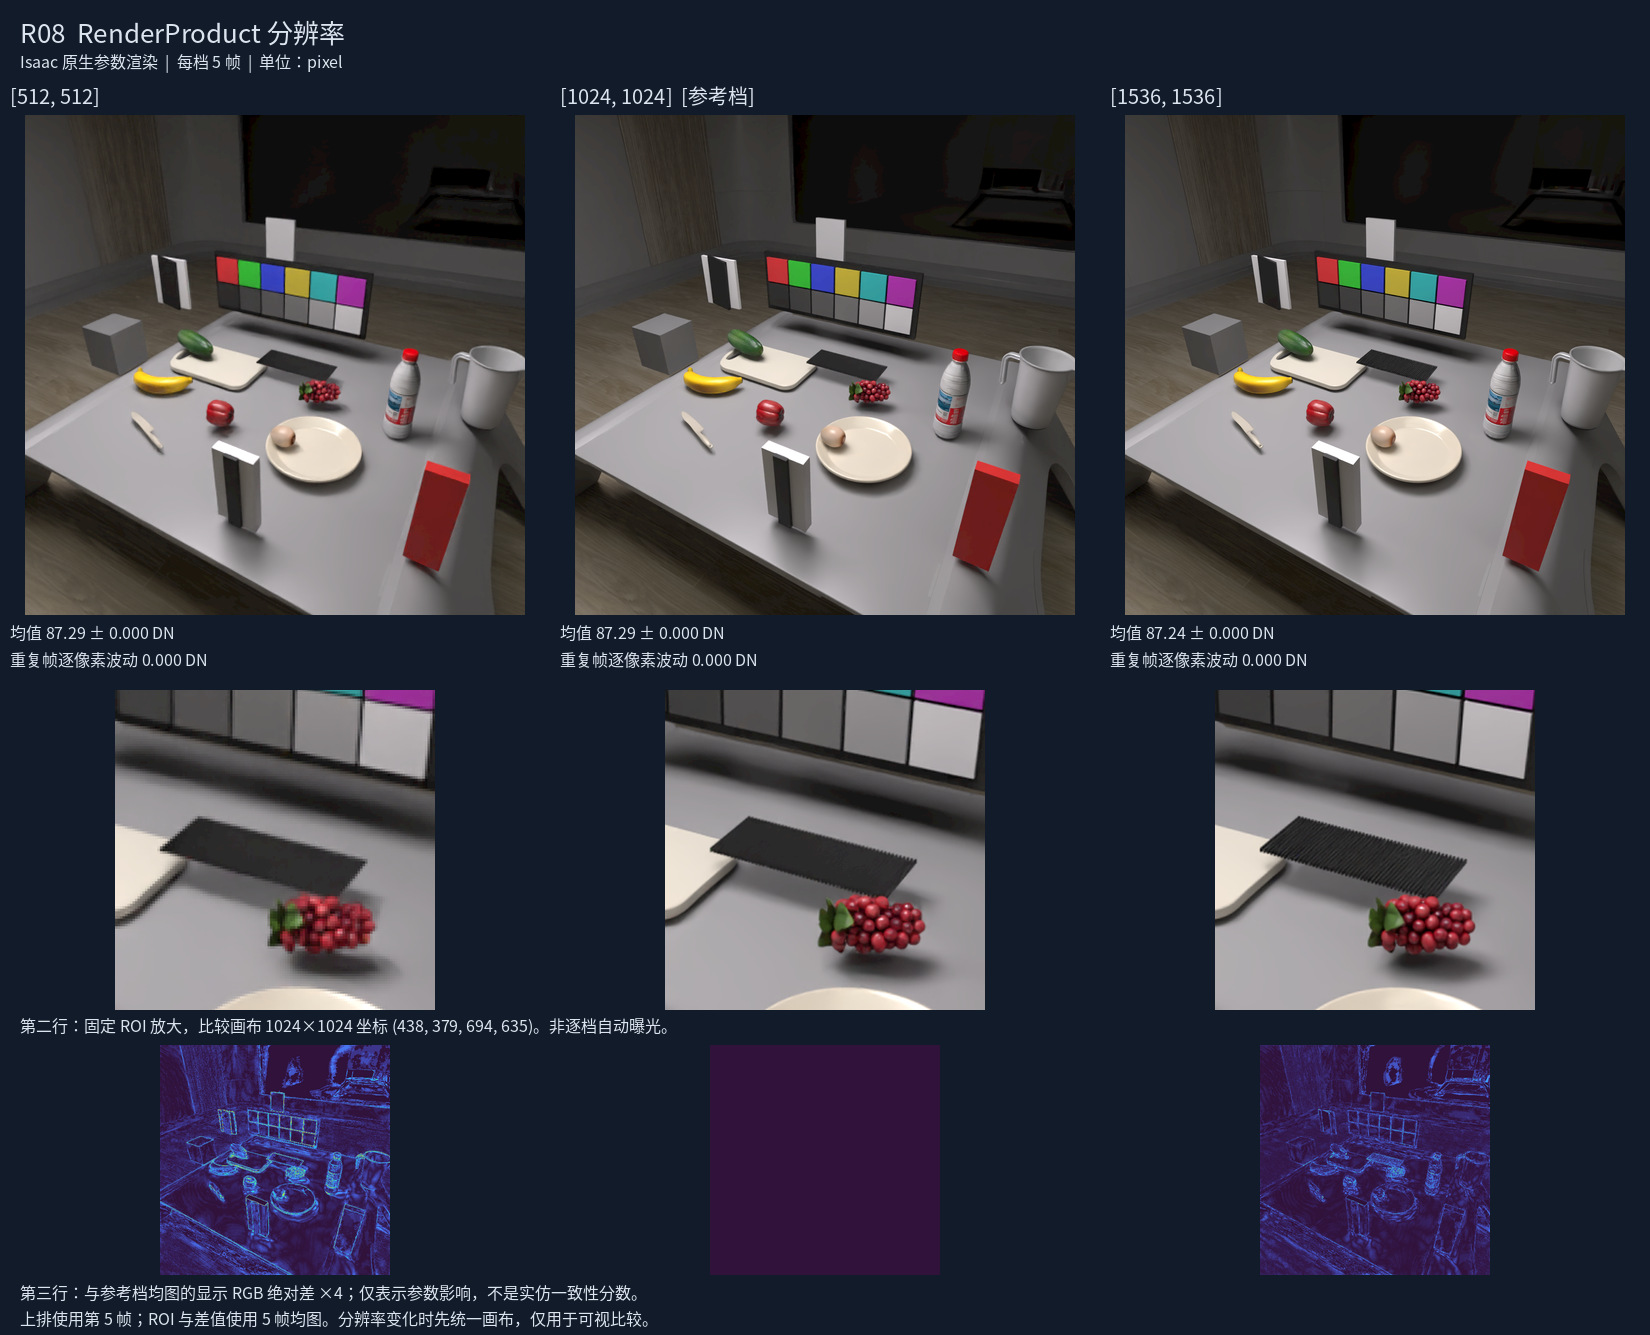 R08 RenderProduct 分辨率
Isaac 原生参数渲染 | 每档 5 帧 | 单位：pixel
[512, 512]
[1024, 1024] [参考档]
[1536, 1536]
均值 87.29 ± 0.000 DN
重复帧逐像素波动 0.000 DN
均值 87.29 ± 0.000 DN
重复帧逐像素波动 0.000 DN
均值 87.24 ± 0.000 DN
重复帧逐像素波动 0.000 DN
第二行：固定 ROI 放大，比较画布 1024×1024 坐标 (438, 379, 694, 635)。非逐档自动曝光。
第三行：与参考档均图的显示 RGB 绝对差 ×4；仅表示参数影响，不是实仿一致性分数。
上排使用第 5 帧；ROI 与差值使用 5 帧均图。分辨率变化时先统一画布，仅用于可视比较。